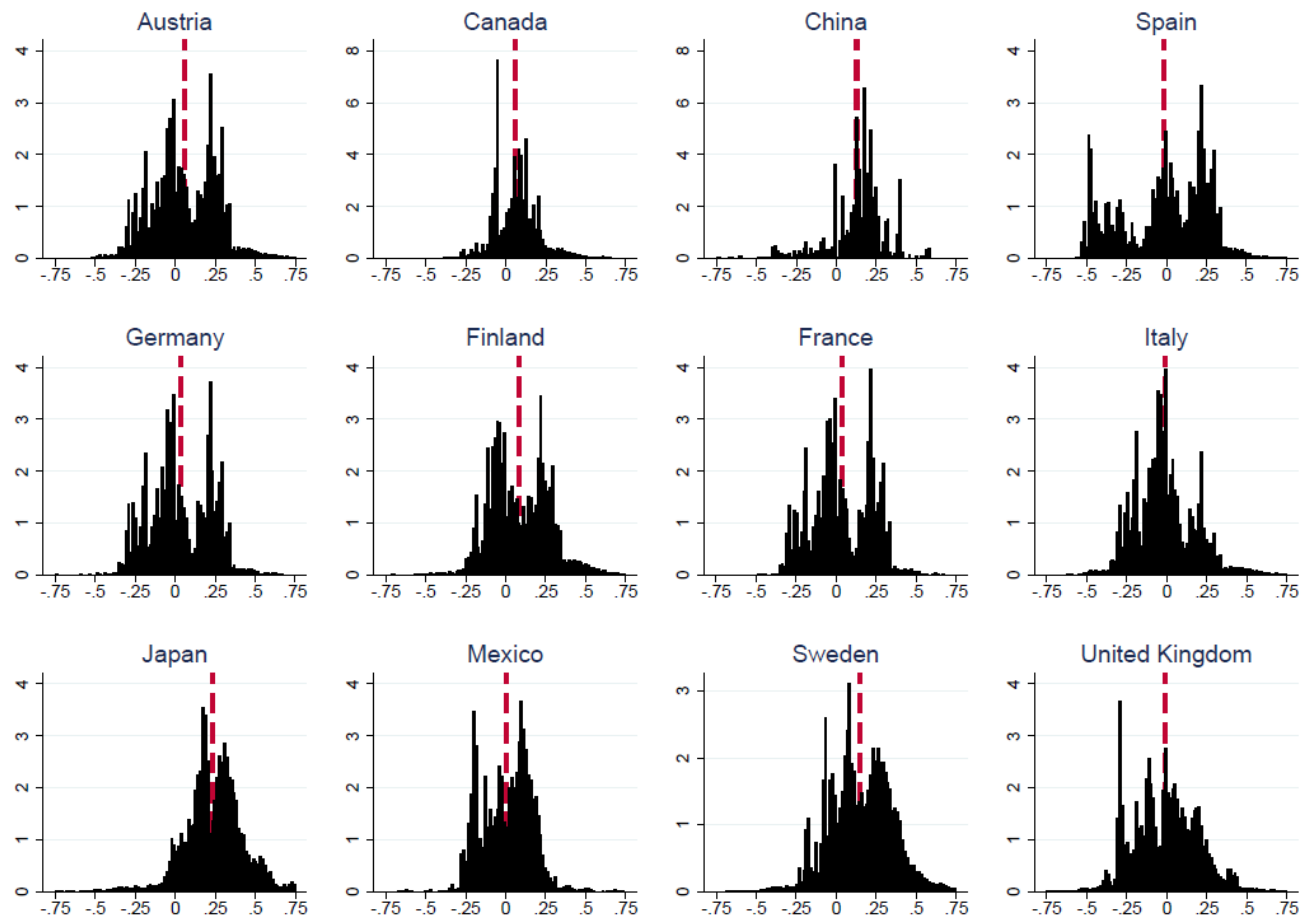 Austria Canada China Spain
4 8 8 4
3 6 6 3
2 4 4 2
1 2 2 1
0 0 0 0
-.75 -.5 -.25 0 .25 .5 .75 -.75 -.5 -.25 0 .25 .5 .75 -.75 -.5 -.25 0 .25 .5 .75 -.75 -.5 -.25 0 .25 .5 .75
Germany Finland France Italy
4 4 4 4
3 3 3 3
2 2 2 2
1 1 1 1
0 0 0 0
-.75 -.5 -.25 0 .25 .5 .75 -.75 -.5 -.25 0 .25 .5 .75 -.75 -.5 -.25 0 .25 .5 .75 -.75 -.5 -.25 0 .25 .5 .75
Japan Mexico Sweden United Kingdom
4 4 3 4
3 3 2 3
2 2 1 2
1 1 0 1
0 0 0
-.75 -.5 -.25 0 .25 .5 .75 -.75 -.5 -.25 0 .25 .5 .75 -.75 -.5 -.25 0 .25 .5 .75 -.75 -.5 -.25 0 .25 .5 .75